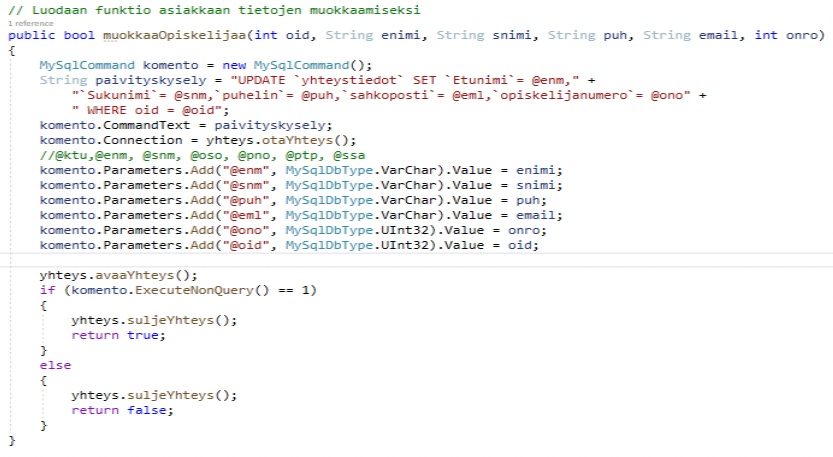 // Luodaan funktio asiakkaan tietojen muokkaamiseksi
1 reference
public bool muokkaaOpiskelijaa(int oid, String enimi, String snimi, String puh, String email, int onro)
{
    MySqlCommand komento = new MySqlCommand();
    String paivityskysely = "UPDATE `yhteystiedot` SET `Etunimi`= @enm," +
        "`Sukunimi`= @snm,`puhelin`= @puh,`sahkoposti`= @eml,`opiskelijanumero`= @ono" +
        " WHERE oid = @oid";
    komento.CommandText = paivityskysely;
    komento.Connection = yhteys.otaYhteys();
    //@ktu,@enm, @snm, @oso, @pno, @ptp, @ssa
    komento.Parameters.Add("@enm", MySqlDbType.VarChar).Value = enimi;
    komento.Parameters.Add("@snm", MySqlDbType.VarChar).Value = snimi;
    komento.Parameters.Add("@puh", MySqlDbType.VarChar).Value = puh;
    komento.Parameters.Add("@eml", MySqlDbType.VarChar).Value = email;
    komento.Parameters.Add("@ono", MySqlDbType.UInt32).Value = onro;
    komento.Parameters.Add("@oid", MySqlDbType.UInt32).Value = oid;

    yhteys.avaaYhteys();
    if (komento.ExecuteNonQuery() == 1)
    {
        yhteys.suljeYhteys();
        return true;
    }
    else
    {
        yhteys.suljeYhteys();
        return false;
    }
}